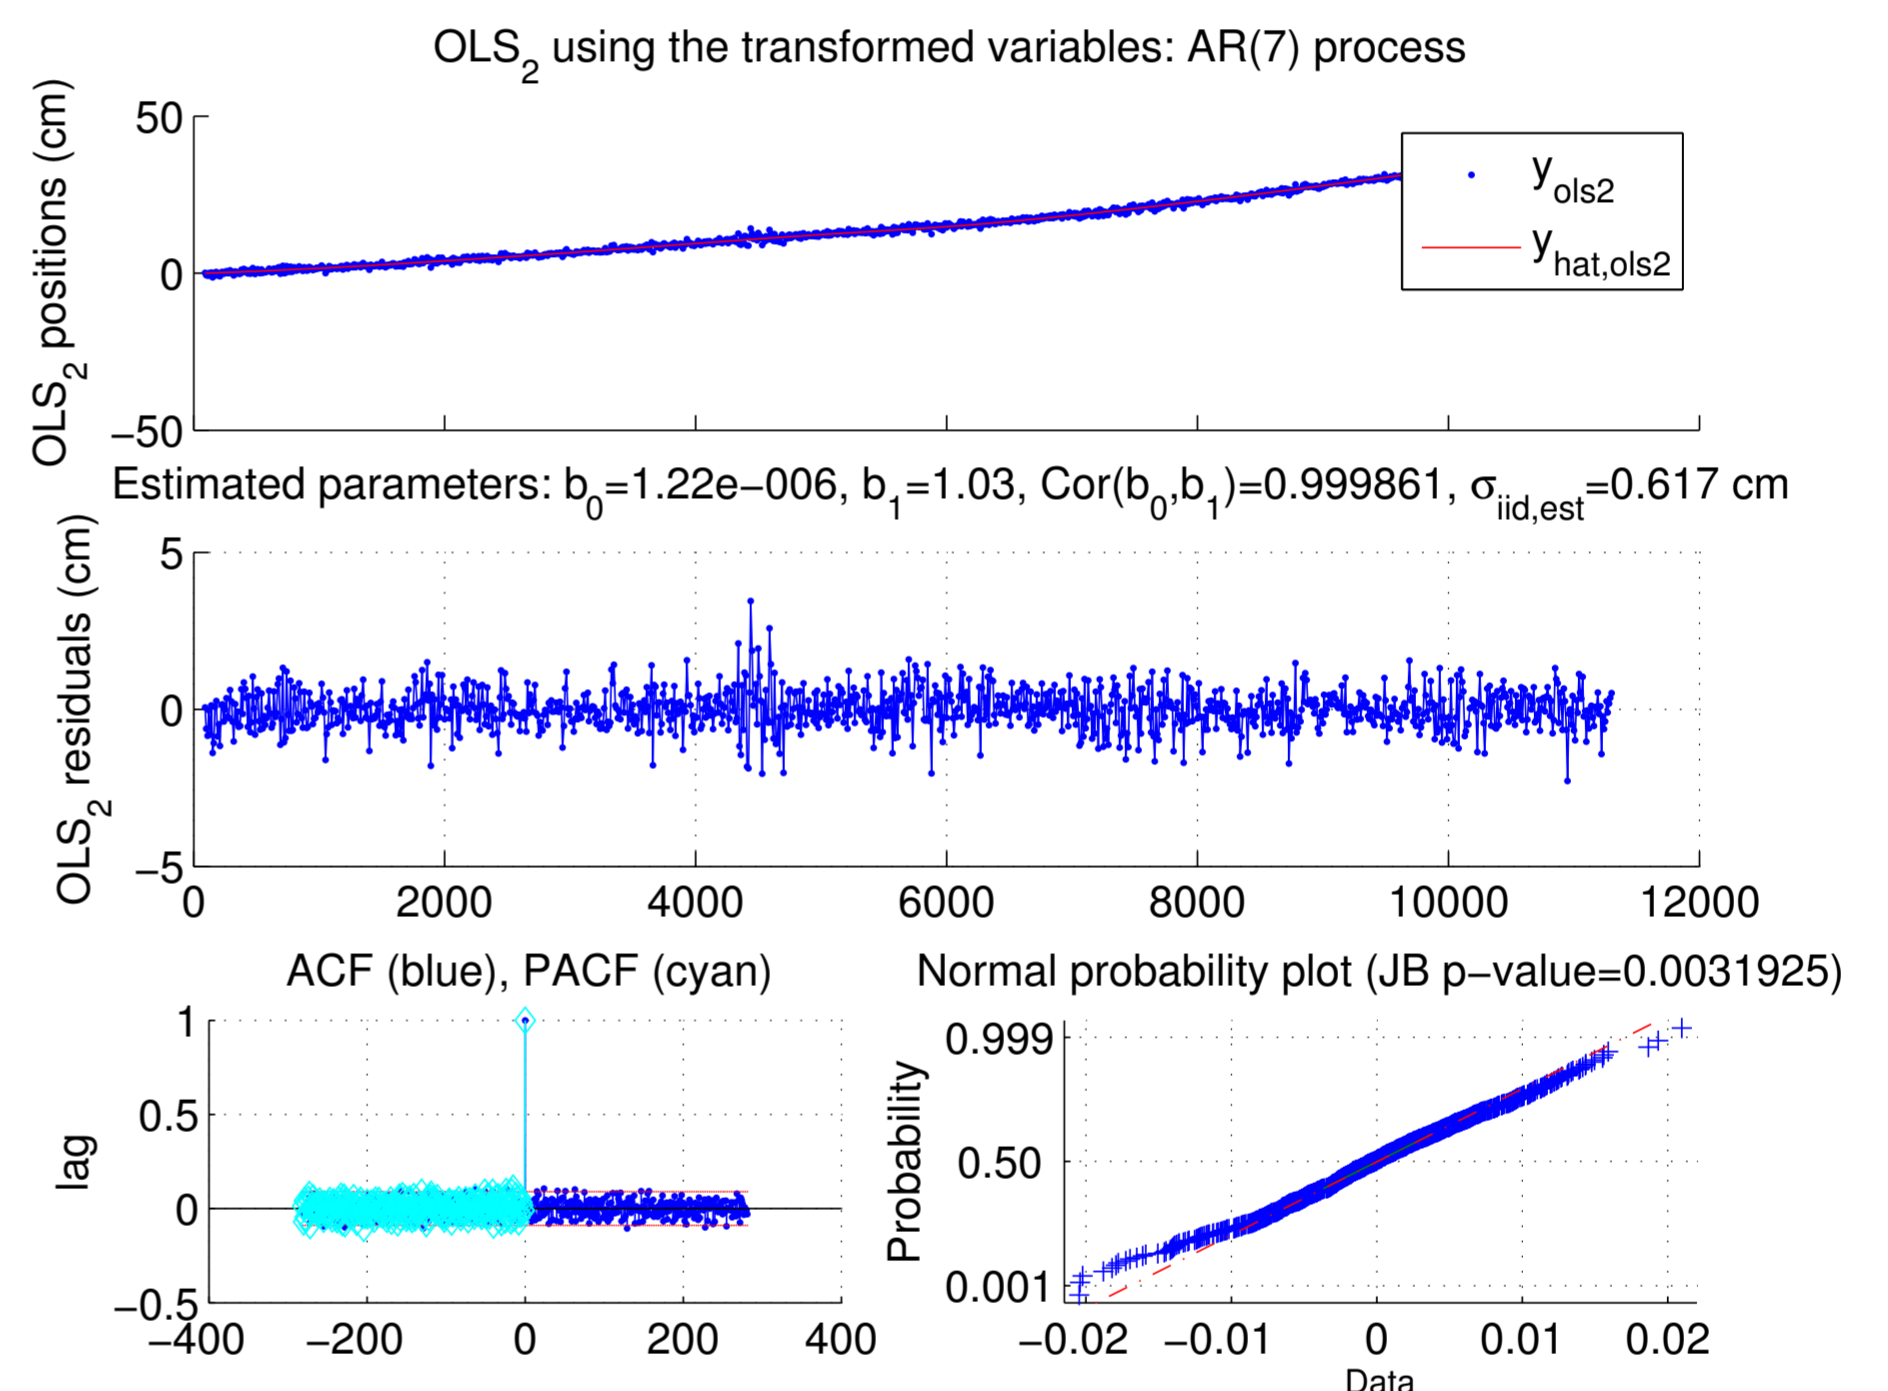 OLS2 using the transformed variables: AR(7) process
OLS2 positions (cm)
50
0
−50
yols2
yhat,ols2
Estimated parameters: b0=1.22e−006, b1=1.03, Cor(b0,b1)=0.999861, σiid,est=0.617 cm
OLS2 residuals (cm)
5
0
−5
0 2000 4000 6000 8000 10000 12000
ACF (blue), PACF (cyan)
lag
1
0.5
0
−0.5
−400 −200 0 200 400
Normal probability plot (JB p−value=0.0031925)
Probability
0.999
0.50
0.001
−0.02 −0.01 0 0.01 0.02
Data